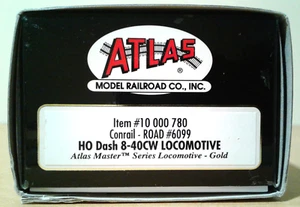 ATLAS
®
MODEL RAILROAD CO., INC.
Item #10 000 780
Conrail - ROAD #6099
HO Dash 8-40CW LOCOMOTIVE
Atlas Master™ Series Locomotive - Gold